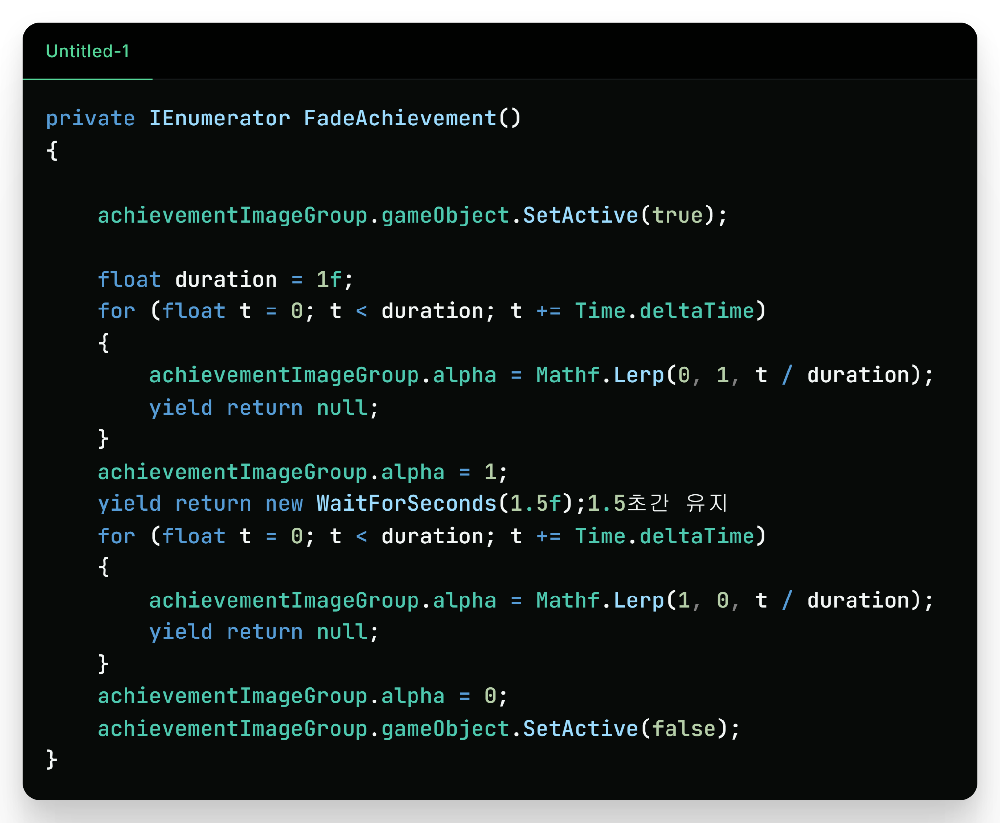 Untitled-1
private IEnumerator FadeAchievement()
{
achievementImageGroup.gameObject.SetActive(true);
float duration = 1f;
for (float t = 0; t < duration; t += Time.deltaTime)
{
achievementImageGroup.alpha = Mathf.Lerp(0, 1, t / duration);
yield return null;
}
achievementImageGroup.alpha = 1;
yield return new WaitForSeconds(1.5f);1.5초간 유지
for (float t = 0; t < duration; t += Time.deltaTime)
{
achievementImageGroup.alpha = Mathf.Lerp(1, 0, t / duration);
yield return null;
}
achievementImageGroup.alpha = 0;
achievementImageGroup.gameObject.SetActive(false);
}